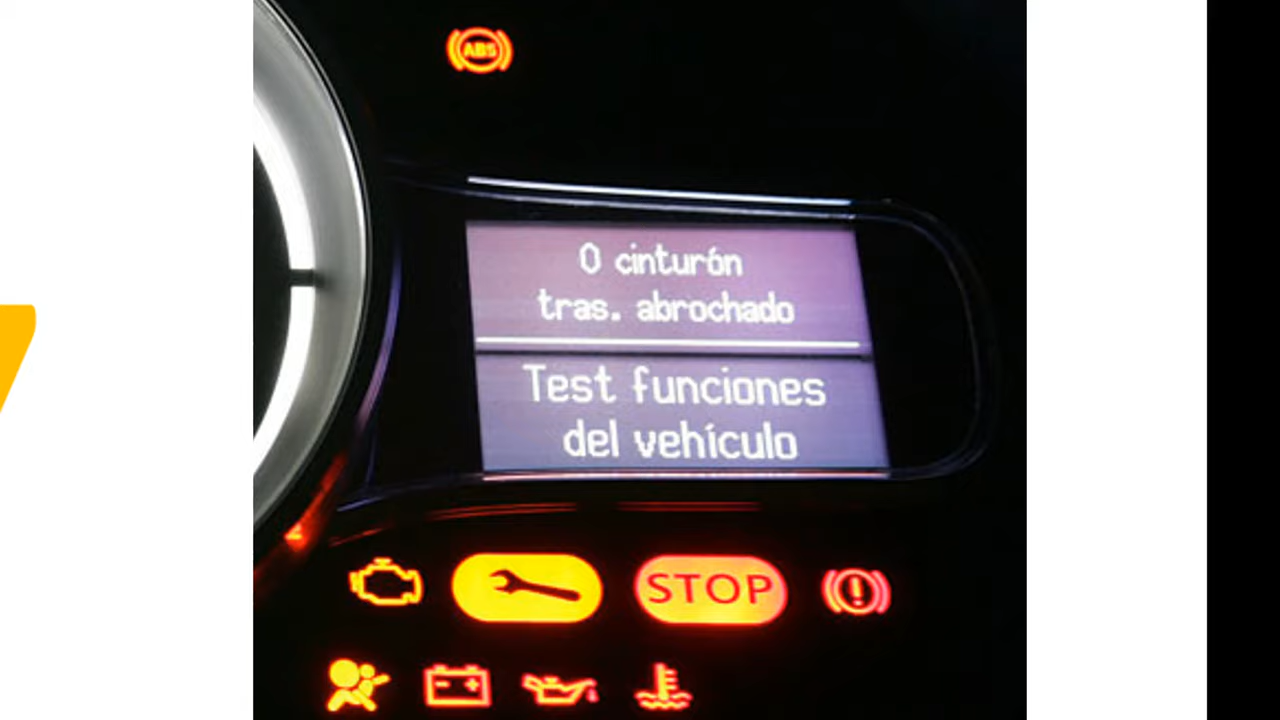 ABS
0 cinturón
tras. abrochado
Test funciones
del vehículo
STOP